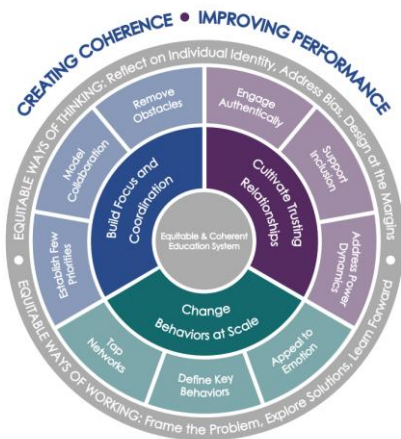 CREATING COHERENCE • IMPROVING PERFORMANCE
EQUITABLE WAYS OF THINKING: Reflect on Individual Identity, Address Bias, Design at the Margins
Remove
Obstacles
Engage
Authentically
Model
Collaboration
Support
Inclusion
Establish Few
Priorities
Address Power
Dynamics
Build Focus and
Coordination
Cultivate Trusting
Relationships
Equitable & Coherent
Education System
Change
Behaviors at Scale
Tap
Networks
Define Key
Behaviors
Appeal to
Emotion
EQUITABLE WAYS OF WORKING: Frame the Problem, Explore Solutions, Learn Forward